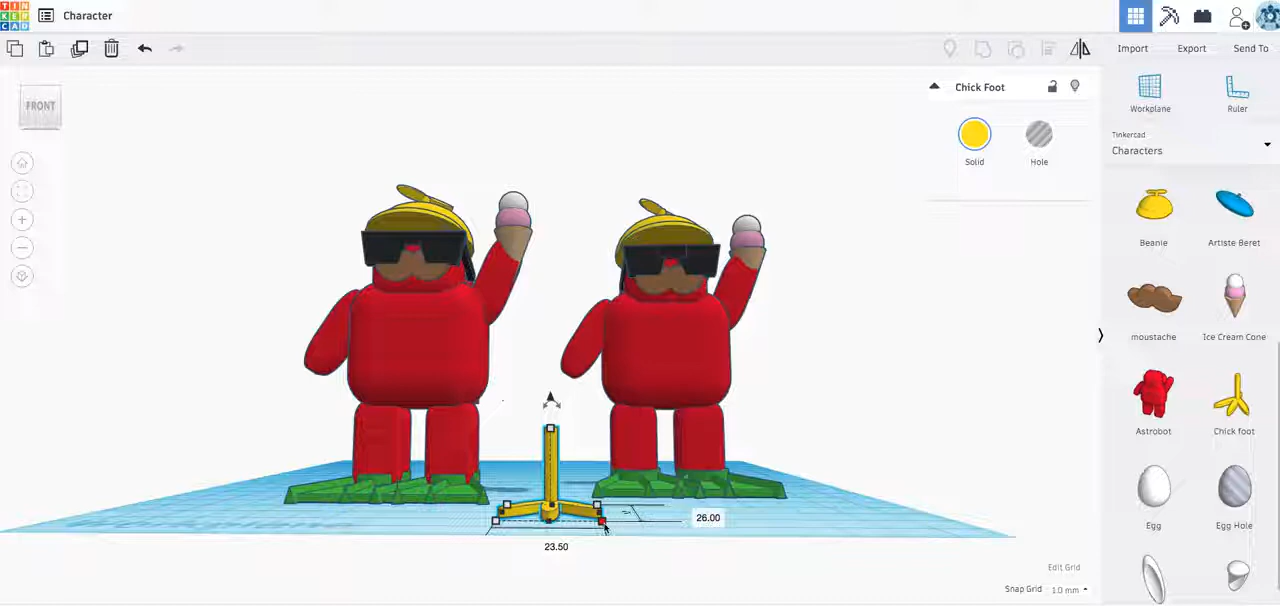 TIN
KER
CAD
Character
Import
Export
Send To
FRONT
Chick Foot
Solid
Hole
Workplane
Ruler
Tinkercad
Characters
Beanie
Artiste Beret
moustache
Ice Cream Cone
Astrobot
Chick foot
Egg
Egg Hole
26.00
23.50
Edit Grid
Snap Grid
1.0 mm